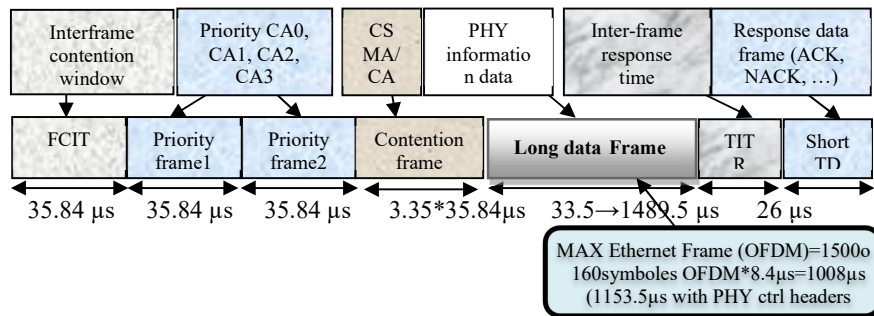 Interframe
contention
window
Priority CA0,
CA1, CA2,
CA3
CS
MA/
CA
PHY
informatio
n data
Inter-frame
response
time
Response data
frame (ACK,
NACK, …)
FCIT
Priority
frame1
Priority
frame2
Contention
frame
Long data Frame
TIT
R
Short
TD
35.84 µs
35.84 µs
35.84 µs
3.35*35.84µs
33.5→1489.5 µs
26 µs
MAX Ethernet Frame (OFDM)=1500o
160symboles OFDM*8.4µs=1008µs
(1153.5µs with PHY ctrl headers